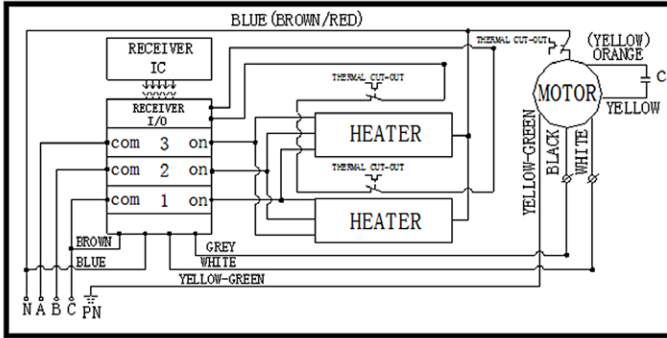 BLUE(BROWN/RED)
RECEIVER
IC
THERMAL CUT-OUT
(YELLOW)
ORANGE
C
MOTOR
YELLOW
THERMAL CUT-OUT
RECEIVER
I/O
com 3 on
HEATER
com 2 on
THERMAL CUT-OUT
com 1 on
HEATER
YELLOW-GREEN
BLACK
WHITE
BROWN
GREY
BLUE
WHITE
YELLOW-GREEN
N A B C PN